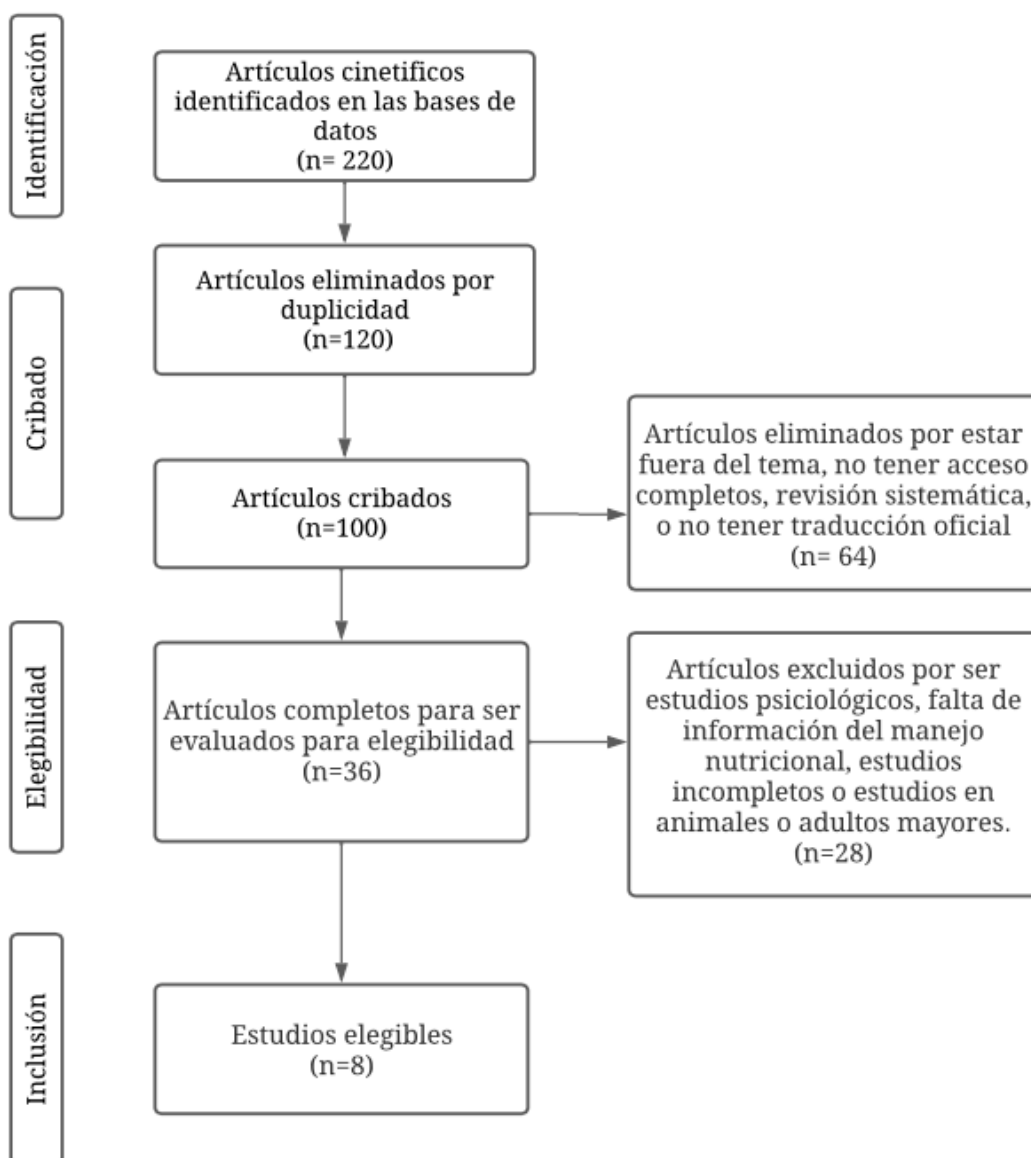 Identificación
Artículos cinetificos
identificados en las bases de
datos
(n= 220)
Cribado
Artículos eliminados por
duplicidad
(n=120)
Artículos cribados
(n=100)
Artículos eliminados por estar
fuera del tema, no tener acceso
completos, revisión sistemática,
o no tener traducción oficial
(n= 64)
Elegibilidad
Artículos completos para ser
evaluados para elegibilidad
(n=36)
Artículos excluidos por ser
estudios psiciológicos, falta de
información del manejo
nutricional, estudios
incompletos o estudios en
animales o adultos mayores.
(n=28)
Inclusión
Estudios elegibles
(n=8)